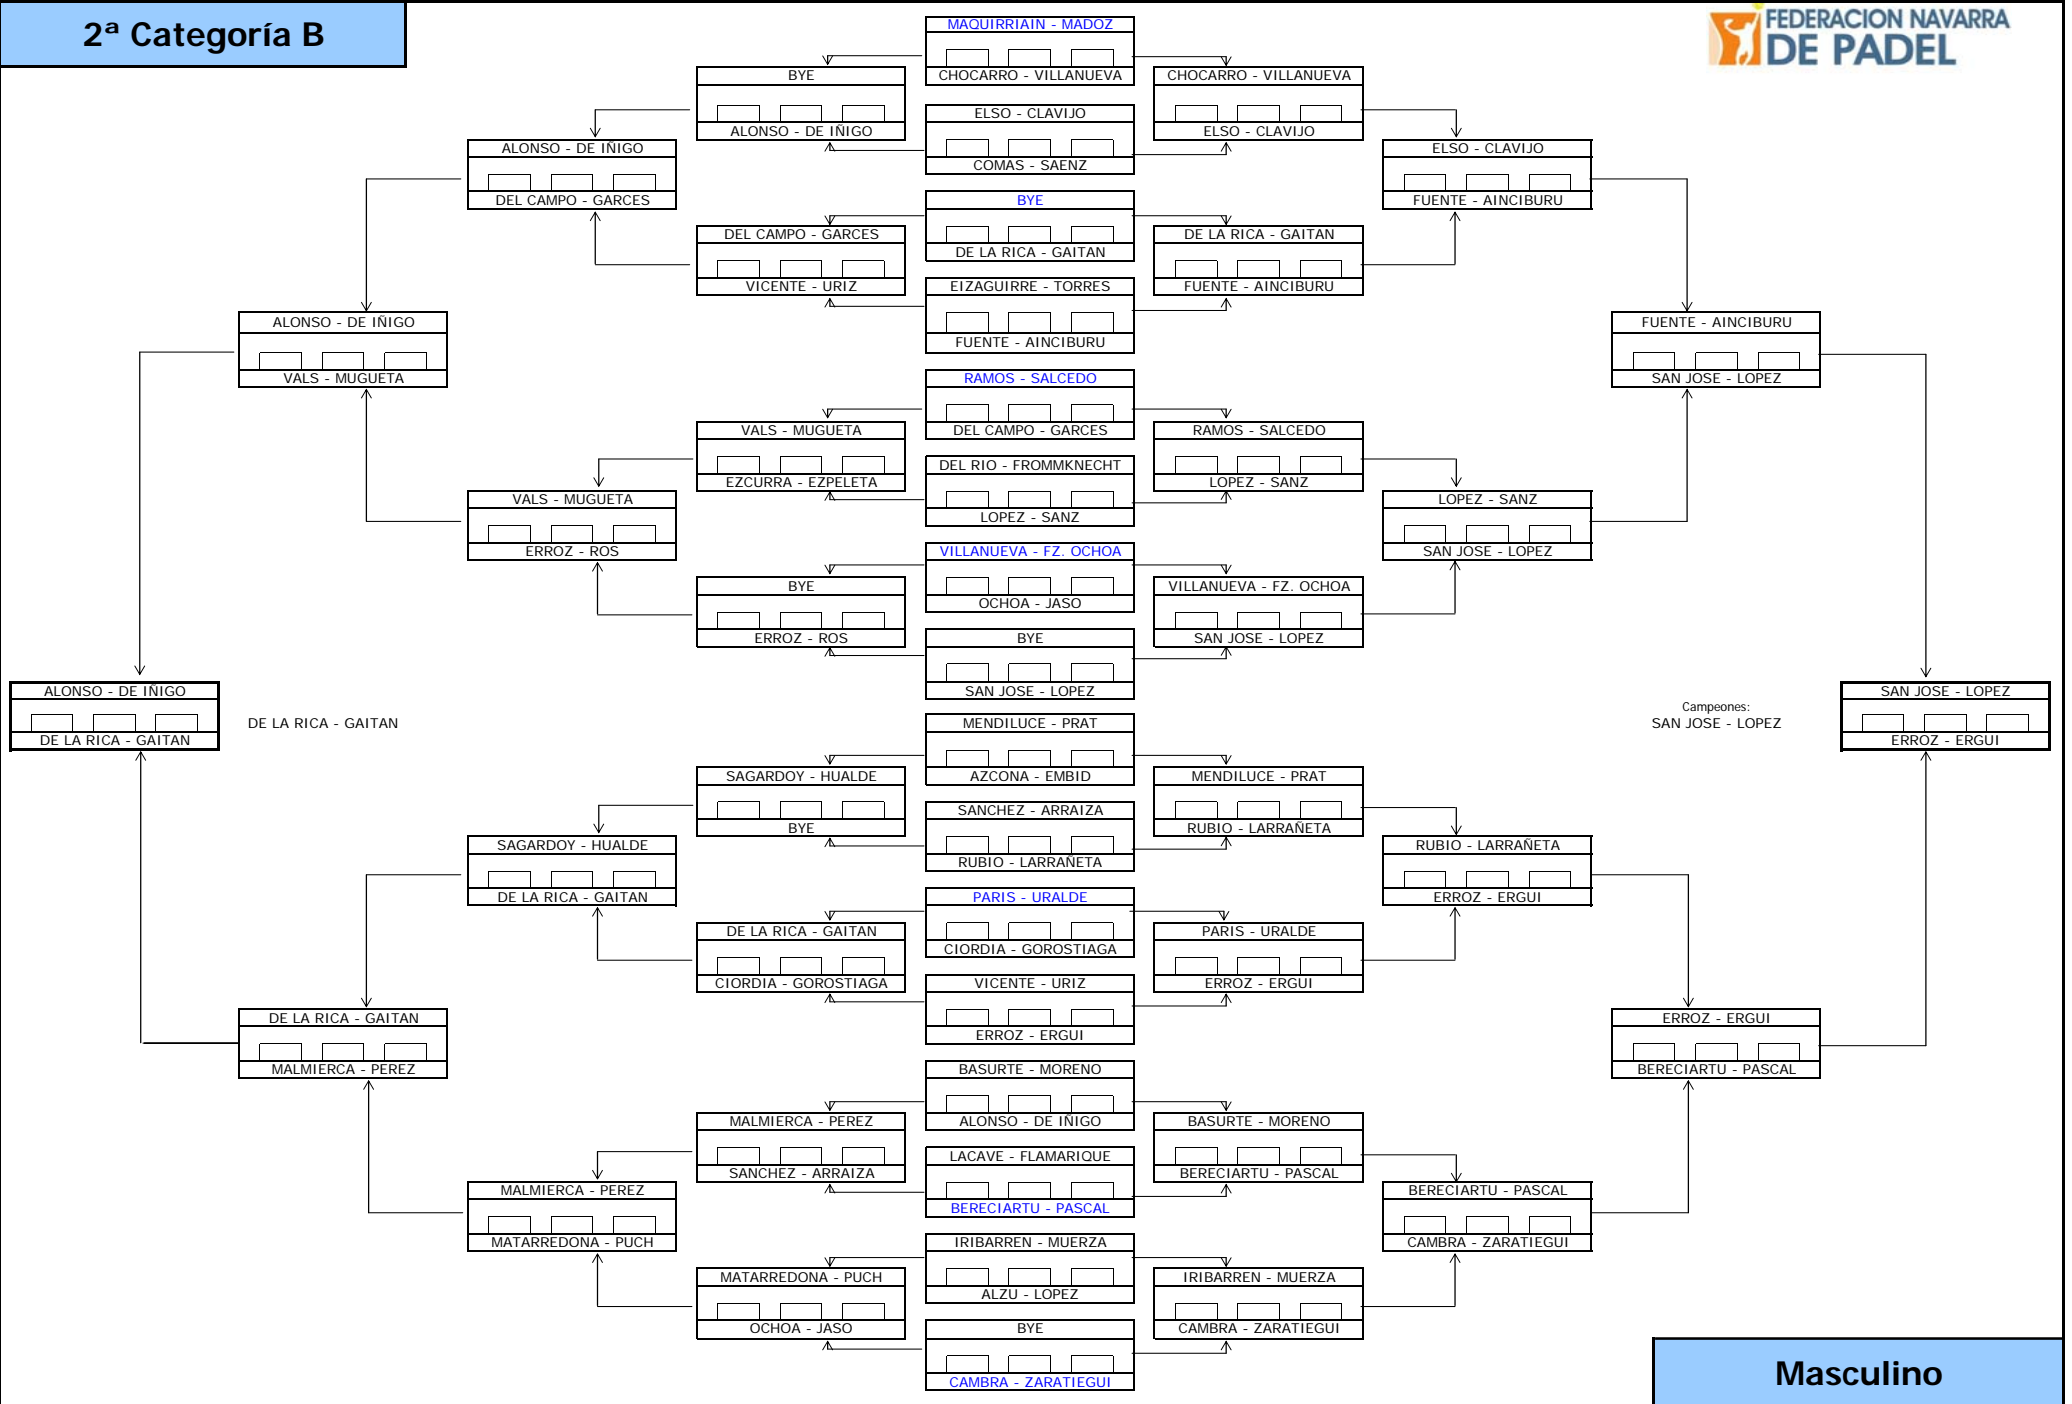 2ª Categoría B
FEDERACION NAVARRA
DE PADEL
MAQUIRRIAIN - MADOZ
CHOCARRO - VILLANUEVA
ELSO - CLAVIJO
COMAS - SAENZ
BYE
DE LA RICA - GAITAN
EIZAGUIRRE - TORRES
FUENTE - AINCIBURU
RAMOS - SALCEDO
DEL CAMPO - GARCES
DEL RIO - FROMMKNECHT
LOPEZ - SANZ
VILLANUEVA - FZ. OCHOA
OCHOA - JASO
BYE
SAN JOSE - LOPEZ
MENDILUCE - PRAT
AZCONA - EMBID
SANCHEZ - ARRAIZA
RUBIO - LARRAÑETA
PARIS - URALDE
CIORDIA - GOROSTIAGA
VICENTE - URIZ
ERROZ - ERGUI
BASURTE - MORENO
ALONSO - DE IÑIGO
LACAVE - FLAMARIQUE
BERECIARTU - PASCAL
IRIBARREN - MUERZA
ALZU - LOPEZ
BYE
CAMBRA - ZARATIEGUI
BYE
ALONSO - DE IÑIGO
DEL CAMPO - GARCES
VICENTE - URIZ
VALS - MUGUETA
EZCURRA - EZPELETA
BYE
ERROZ - ROS
SAGARDOY - HUALDE
BYE
DE LA RICA - GAITAN
CIORDIA - GOROSTIAGA
MALMIERCA - PEREZ
SANCHEZ - ARRAIZA
MATARREDONA - PUCH
OCHOA - JASO
ALONSO - DE IÑIGO
DEL CAMPO - GARCES
VALS - MUGUETA
ERROZ - ROS
SAGARDOY - HUALDE
DE LA RICA - GAITAN
MALMIERCA - PEREZ
MATARREDONA - PUCH
ALONSO - DE IÑIGO
VALS - MUGUETA
DE LA RICA - GAITAN
MALMIERCA - PEREZ
ALONSO - DE IÑIGO
DE LA RICA - GAITAN
DE LA RICA - GAITAN
CHOCARRO - VILLANUEVA
ELSO - CLAVIJO
DE LA RICA - GAITAN
FUENTE - AINCIBURU
RAMOS - SALCEDO
LOPEZ - SANZ
VILLANUEVA - FZ. OCHOA
SAN JOSE - LOPEZ
MENDILUCE - PRAT
RUBIO - LARRAÑETA
PARIS - URALDE
ERROZ - ERGUI
BASURTE - MORENO
BERECIARTU - PASCAL
IRIBARREN - MUERZA
CAMBRA - ZARATIEGUI
ELSO - CLAVIJO
FUENTE - AINCIBURU
LOPEZ - SANZ
SAN JOSE - LOPEZ
RUBIO - LARRAÑETA
ERROZ - ERGUI
BERECIARTU - PASCAL
CAMBRA - ZARATIEGUI
FUENTE - AINCIBURU
SAN JOSE - LOPEZ
ERROZ - ERGUI
BERECIARTU - PASCAL
SAN JOSE - LOPEZ
ERROZ - ERGUI
Campeones:
SAN JOSE - LOPEZ
Masculino